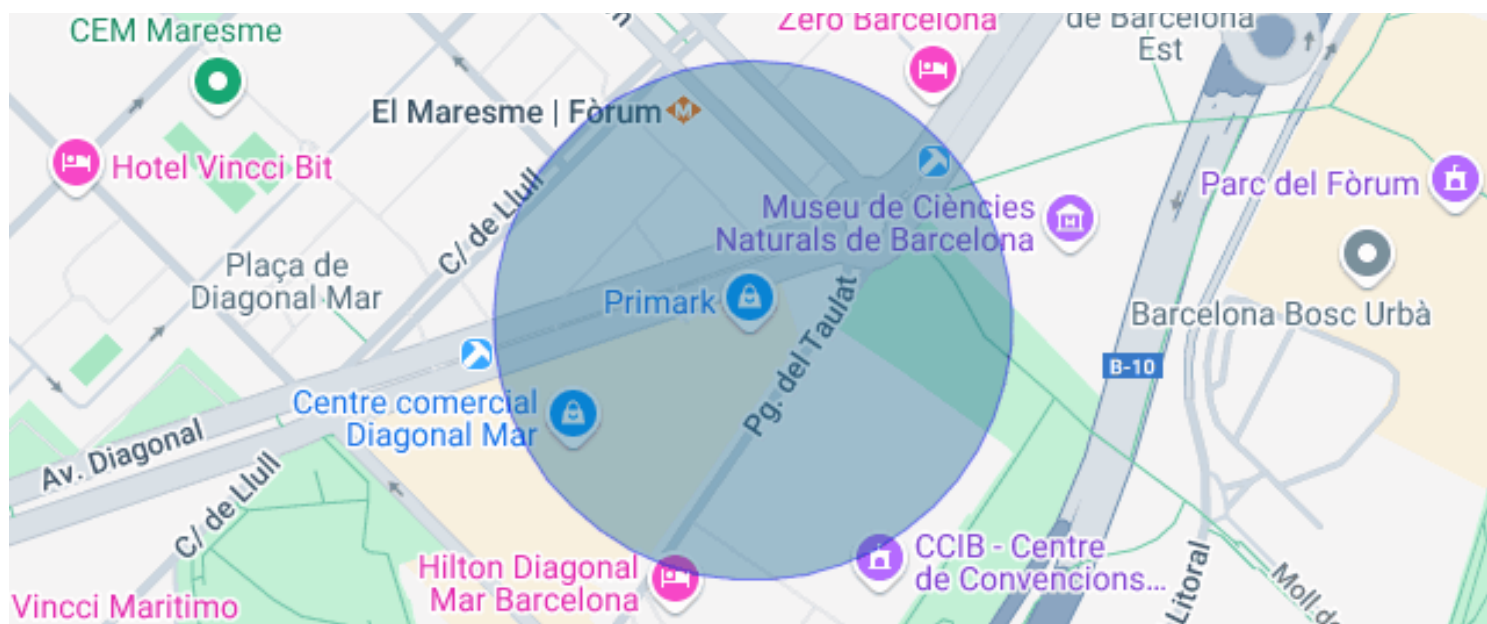 CEM Maresme
Zero Barcelona
de Barcelona
Est
El Maresme | Fòrum
M
Hotel Vincci Bit
C/ de Llull
Museu de Ciències
Naturals de Barcelona
Parc del Fòrum
Plaça de
Diagonal Mar
Primark
Pg. del Taulat
Barcelona Bosc Urbà
B-10
Centre comercial
Diagonal Mar
Av. Diagonal
C/ de Llull
Hilton Diagonal
Mar Barcelona
CCIB - Centre
de Convencions...
Vincci Maritimo
Litoral
Moll de